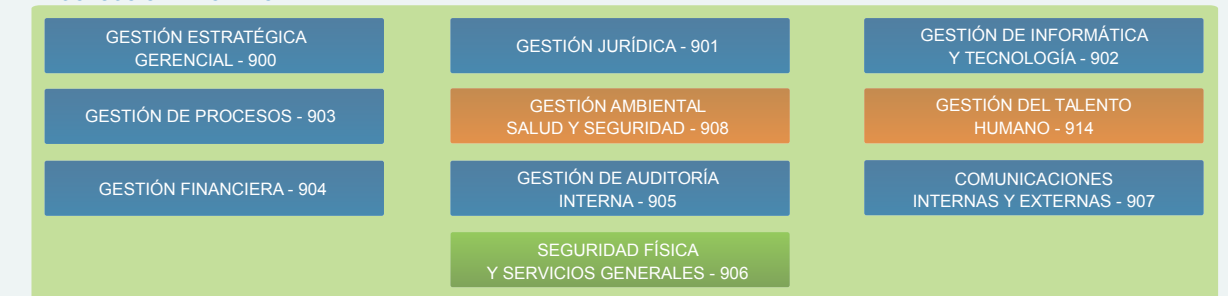 GESTIÓN ESTRATÉGICA
GERENCIAL - 900
GESTIÓN JURÍDICA - 901
GESTIÓN DE INFORMÁTICA
Y TECNOLOGÍA - 902
GESTIÓN DE PROCESOS - 903
GESTIÓN AMBIENTAL
SALUD Y SEGURIDAD - 908
GESTIÓN DEL TALENTO
HUMANO - 914
GESTIÓN FINANCIERA - 904
GESTIÓN DE AUDITORÍA
INTERNA - 905
COMUNICACIONES
INTERNAS Y EXTERNAS - 907
SEGURIDAD FÍSICA
Y SERVICIOS GENERALES - 906